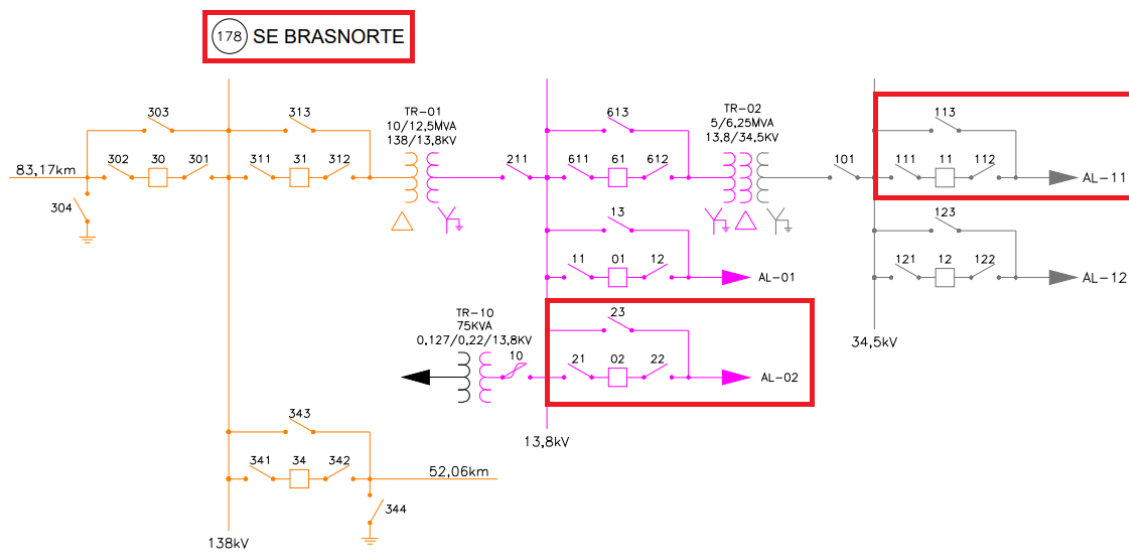 178 SE BRASNORTE
303
313
TR-01
10/12,5MVA
138/13,8KV
613
TR-02
5/6,25MVA
13,8/34,5KV
113
302 30 301
311 31 312
211
611 61 612
101
111 11 112
83,17km
AL-11
304
13
123
11 01 12
AL-01
121 12 122
AL-12
TR-10
75KVA
0,127/0,22/13,8KV
10
23
21 02 22
AL-02
34,5kV
13,8kV
343
341 34 342
52,06km
344
138kV